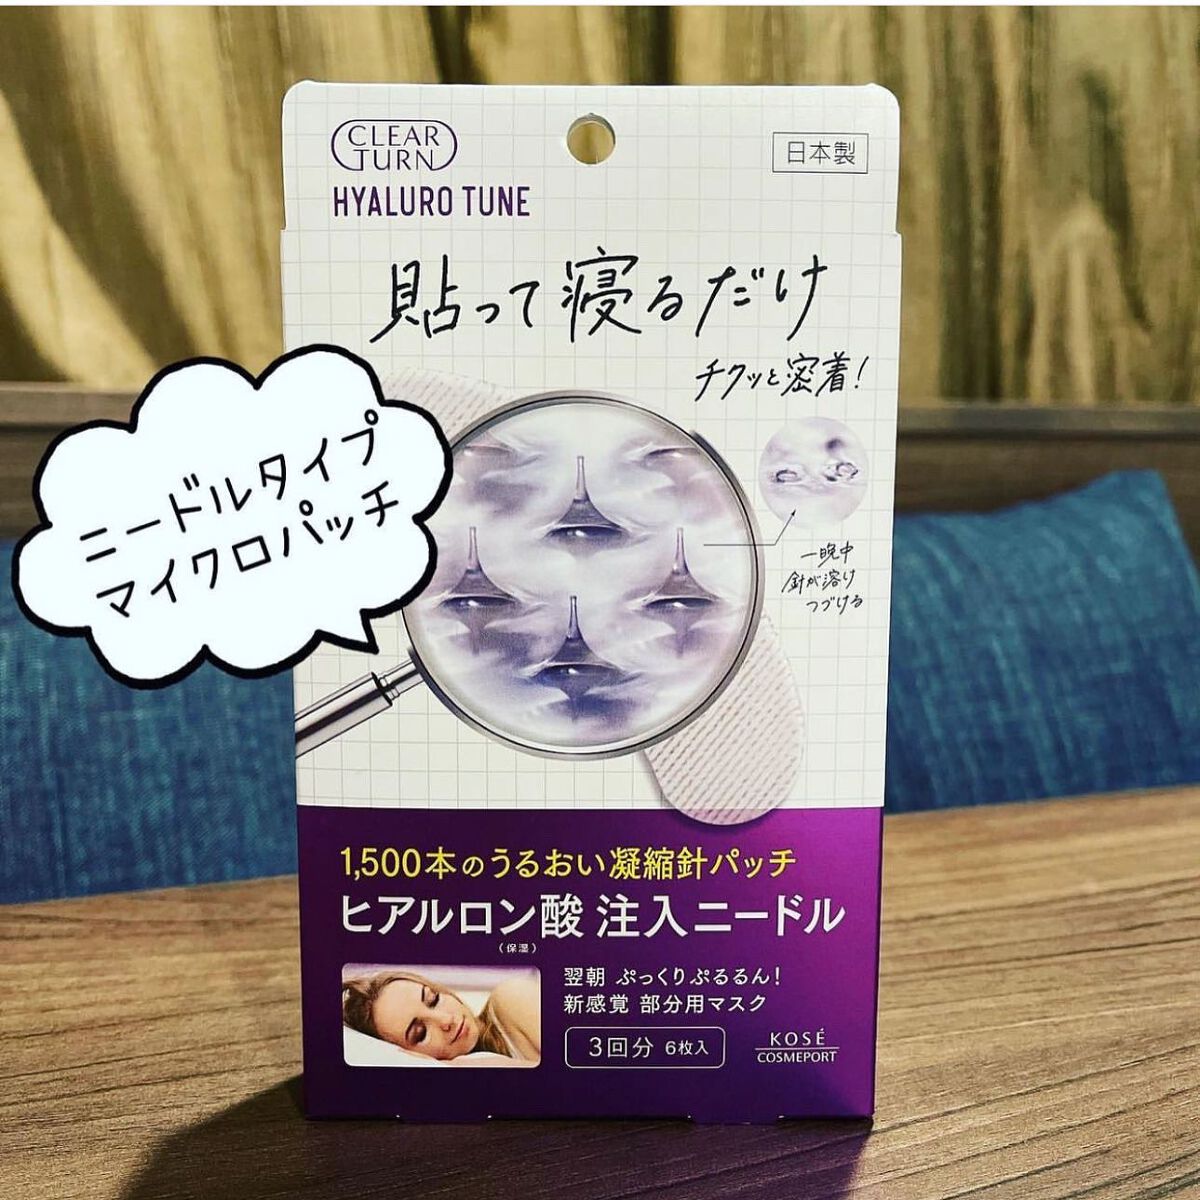 CLEAR
TURN
日本製
HYALURO TUNE
貼って寝るだけ
チクッと密着!
ニードルタイプ
マイクロパッチ
一晩中
針が溶け
つづける
1,500本のうるおい凝縮針パッチ
ヒアルロン酸 注入ニードル
(保湿)
翌朝 ぷっくりぷるるん!
新感覚 部分用マスク
3回分 6枚入
KOSÉ
COSMEPORT